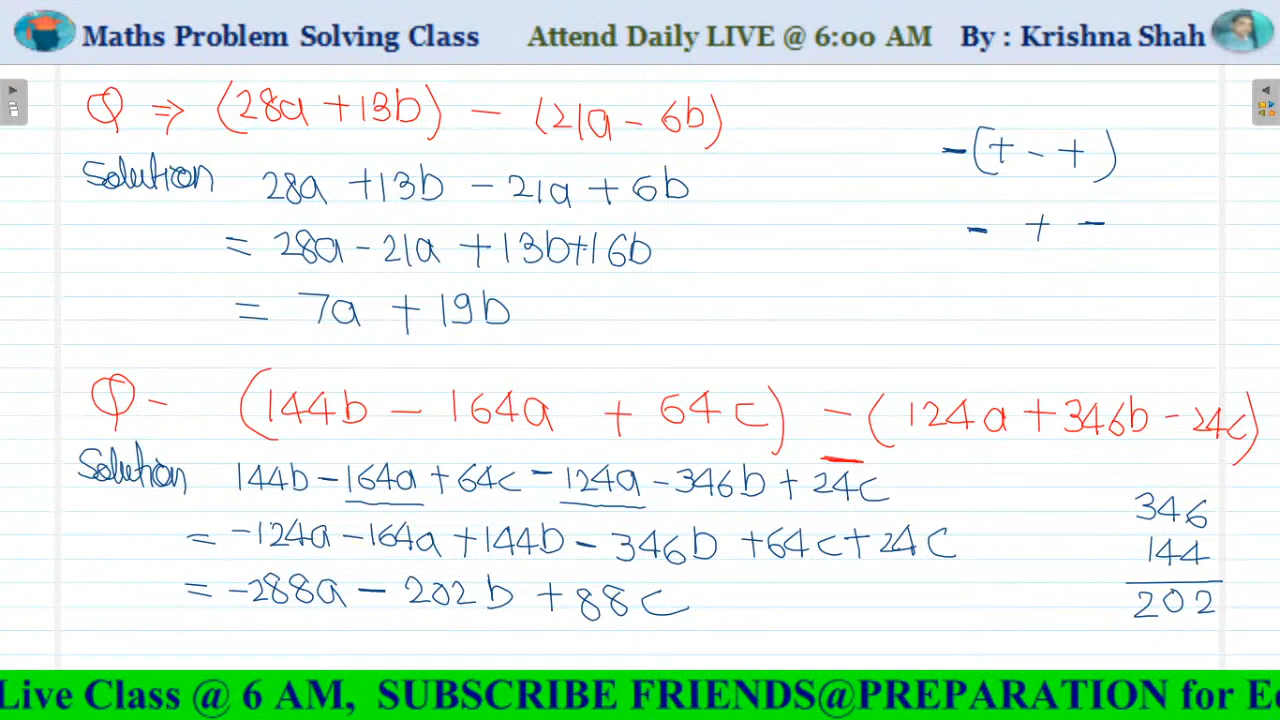 Maths Problem Solving Class Attend Daily LIVE @ 6:00 AM By : Krishna Shah
Q ⇒ (28a + 13b) - (21a - 6b)
Solution 28a + 13b - 21a + 6b
= 28a - 21a + 13b + 6b
= 7a + 19b
-(+ - +)
- + -
Q - (144b - 164a + 64c) - (124a + 346b - 24c)
Solution 144b - 164a + 64c - 124a - 346b + 24c
= -124a - 164a + 144b - 346b + 64c + 24c
= -288a - 202b + 88c
346
144
202
Live Class @ 6 AM, SUBSCRIBE FRIENDS@PREPARATION for Ed